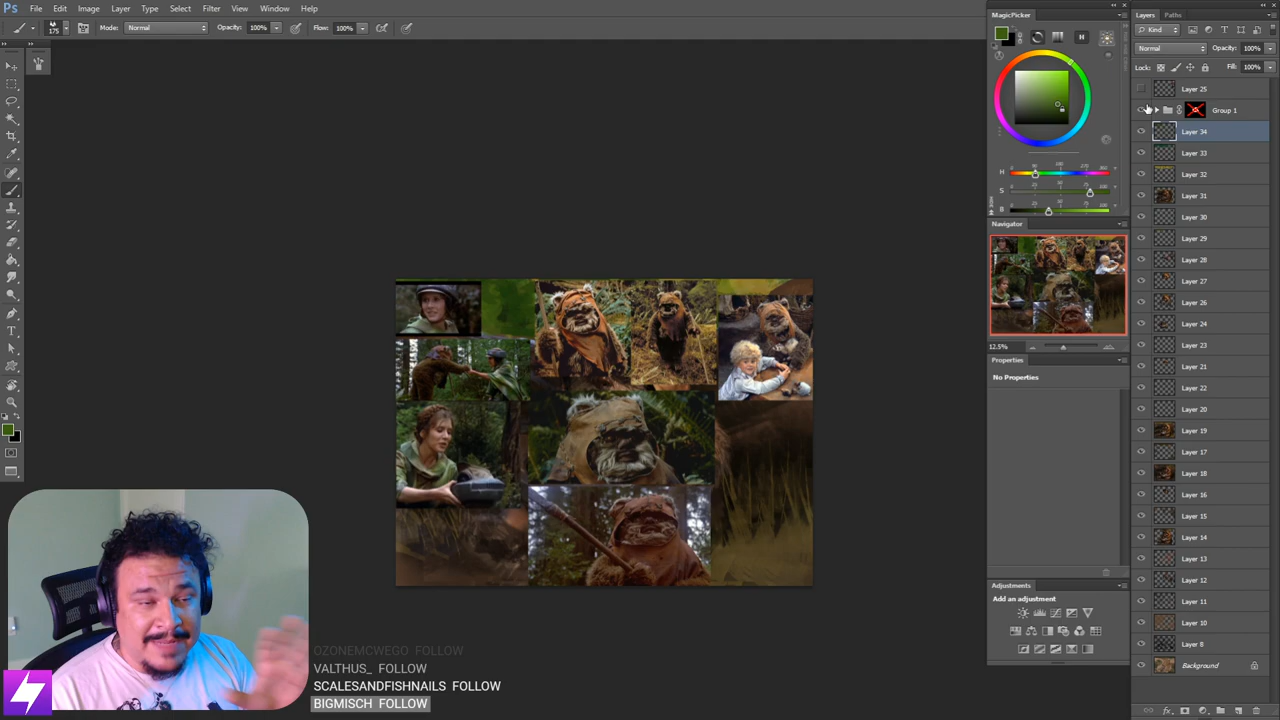 Ps File Edit Image Layer Type Select Filter View Window Help
175 Mode: Normal Opacity: 100% Flow: 100%
MagicPicker
H
H
S
B
Navigator
12.5%
Properties
No Properties
Adjustments
Add an adjustment
Layers Paths
Kind
Normal Opacity: 100%
Lock: Fill: 100%
Layer 25
Group 1
Layer 34
Layer 33
Layer 32
Layer 31
Layer 30
Layer 29
Layer 28
Layer 27
Layer 26
Layer 24
Layer 23
Layer 21
Layer 22
Layer 20
Layer 19
Layer 17
Layer 18
Layer 16
Layer 15
Layer 14
Layer 13
Layer 12
Layer 11
Layer 10
Layer 8
Background
fx
OZONEMCWEGO FOLLOW
VALTHUS_ FOLLOW
SCALESANDFISHNAILS FOLLOW
BIGMISCH FOLLOW